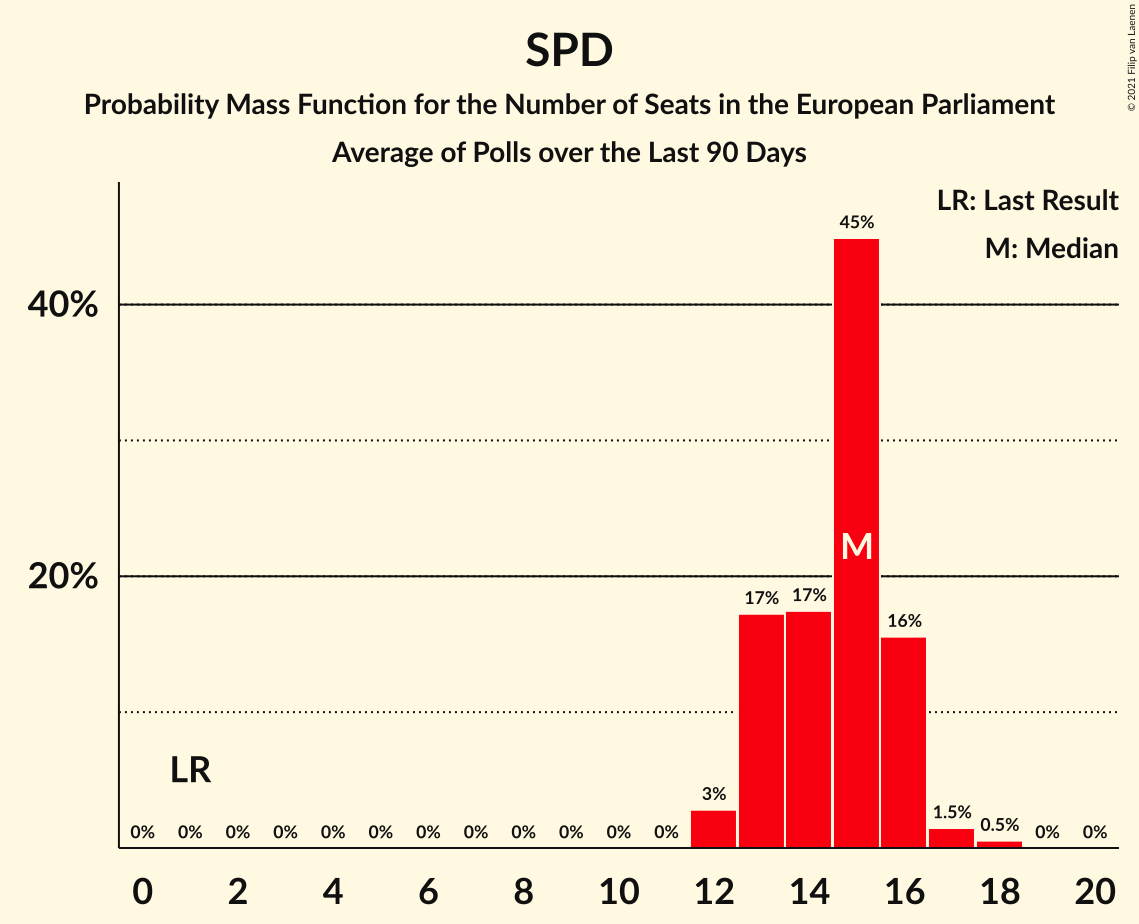 SPD
Probability Mass Function for the Number of Seats in the European Parliament
Average of Polls over the Last 90 Days
© 2021 Filip van Laenen
LR: Last Result
M: Median
45%
40%
M
20%
17%
17%
16%
LR
3%
1.5%
0.5%
0% 0% 0% 0% 0% 0% 0% 0% 0% 0% 0% 0% 0% 0%
0 2 4 6 8 10 12 14 16 18 20